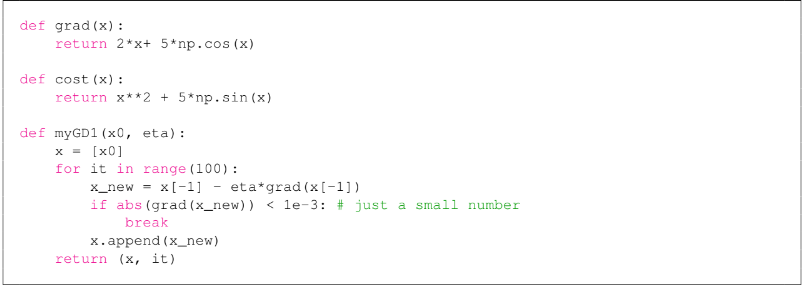 def grad(x):
    return 2*x+ 5*np.cos(x)

def cost(x):
    return x**2 + 5*np.sin(x)

def myGD1(x0, eta):
    x = [x0]
    for it in range(100):
        x_new = x[-1] - eta*grad(x[-1])
        if abs(grad(x_new)) < 1e-3: # just a small number
            break
        x.append(x_new)
    return (x, it)